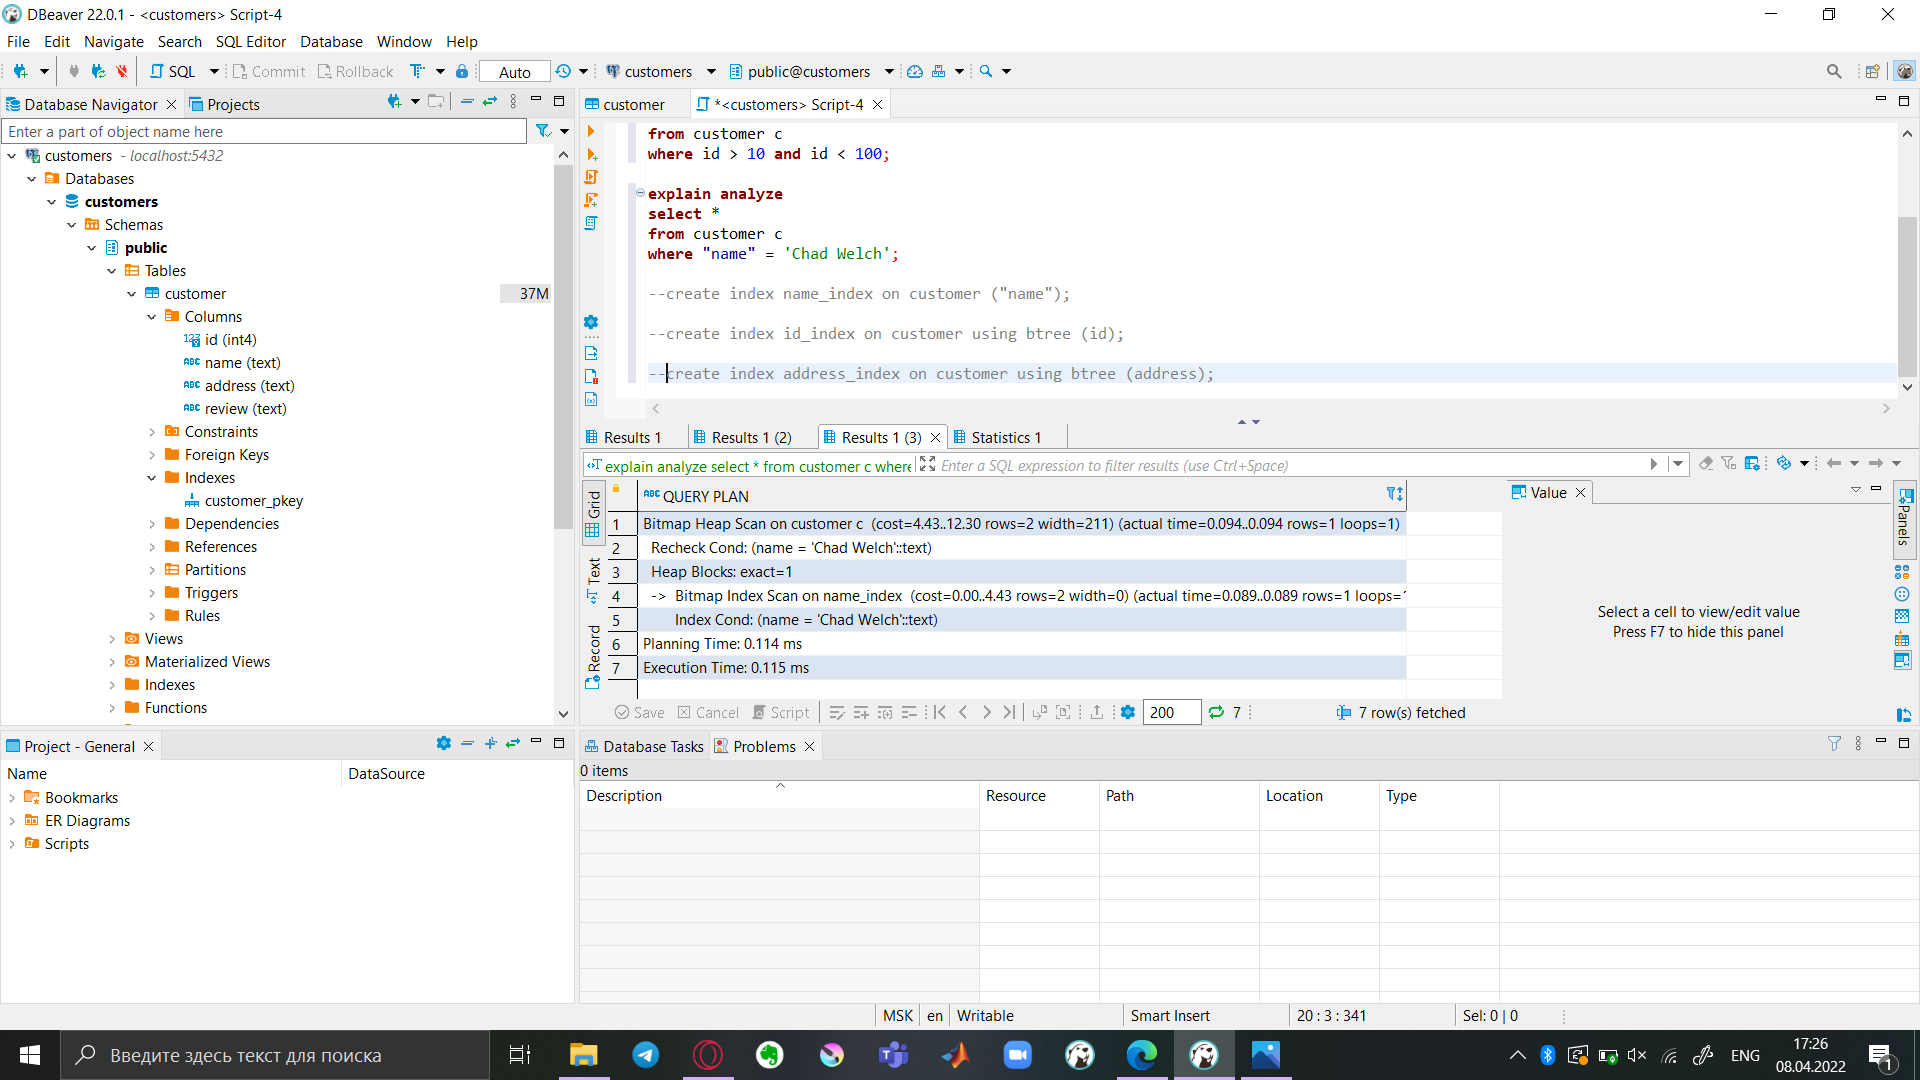 DBeaver 22.0.1 - <customers> Script-4
File Edit Navigate Search SQL Editor Database Window Help
SQL Commit Rollback Auto customers public@customers
Database Navigator Projects
Enter a part of object name here
customers - localhost:5432
Databases
customers
Schemas
public
Tables
customer 37M
Columns
id (int4)
name (text)
address (text)
review (text)
Constraints
Foreign Keys
Indexes
customer_pkey
Dependencies
References
Partitions
Triggers
Rules
Views
Materialized Views
Indexes
Functions
customer *<customers> Script-4
from customer c
where id > 10 and id < 100;
explain analyze
select *
from customer c
where "name" = 'Chad Welch';
--create index name_index on customer ("name");
--create index id_index on customer using btree (id);
--create index address_index on customer using btree (address);
Results 1 Results 1 (2) Results 1 (3) Statistics 1
explain analyze select * from customer c where Enter a SQL expression to filter results (use Ctrl+Space)
Grid
Text
Record
ABC QUERY PLAN
1 Bitmap Heap Scan on customer c (cost=4.43..12.30 rows=2 width=211) (actual time=0.094..0.094 rows=1 loops=1)
2 Recheck Cond: (name = 'Chad Welch'::text)
3 Heap Blocks: exact=1
4 -> Bitmap Index Scan on name_index (cost=0.00..4.43 rows=2 width=0) (actual time=0.089..0.089 rows=1 loops=1
5 Index Cond: (name = 'Chad Welch'::text)
6 Planning Time: 0.114 ms
7 Execution Time: 0.115 ms
Value
Select a cell to view/edit value
Press F7 to hide this panel
Panels
Save Cancel Script 200 7 7 row(s) fetched
Project - General
Name DataSource
Bookmarks
ER Diagrams
Scripts
Database Tasks Problems
0 items
Description Resource Path Location Type
MSK en Writable Smart Insert 20 : 3 : 341 Sel: 0 | 0
Введите здесь текст для поиска
ENG
17:26
08.04.2022
1